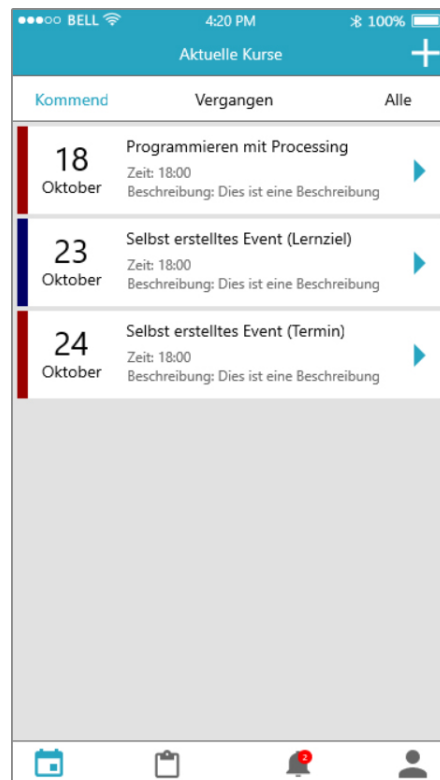 BELL 4:20 PM 100%
Aktuelle Kurse
Kommend Vergangen Alle
18
Oktober
Programmieren mit Processing
Zeit: 18:00
Beschreibung: Dies ist eine Beschreibung
23
Oktober
Selbst erstelltes Event (Lernziel)
Zeit: 18:00
Beschreibung: Dies ist eine Beschreibung
24
Oktober
Selbst erstelltes Event (Termin)
Zeit: 18:00
Beschreibung: Dies ist eine Beschreibung
2